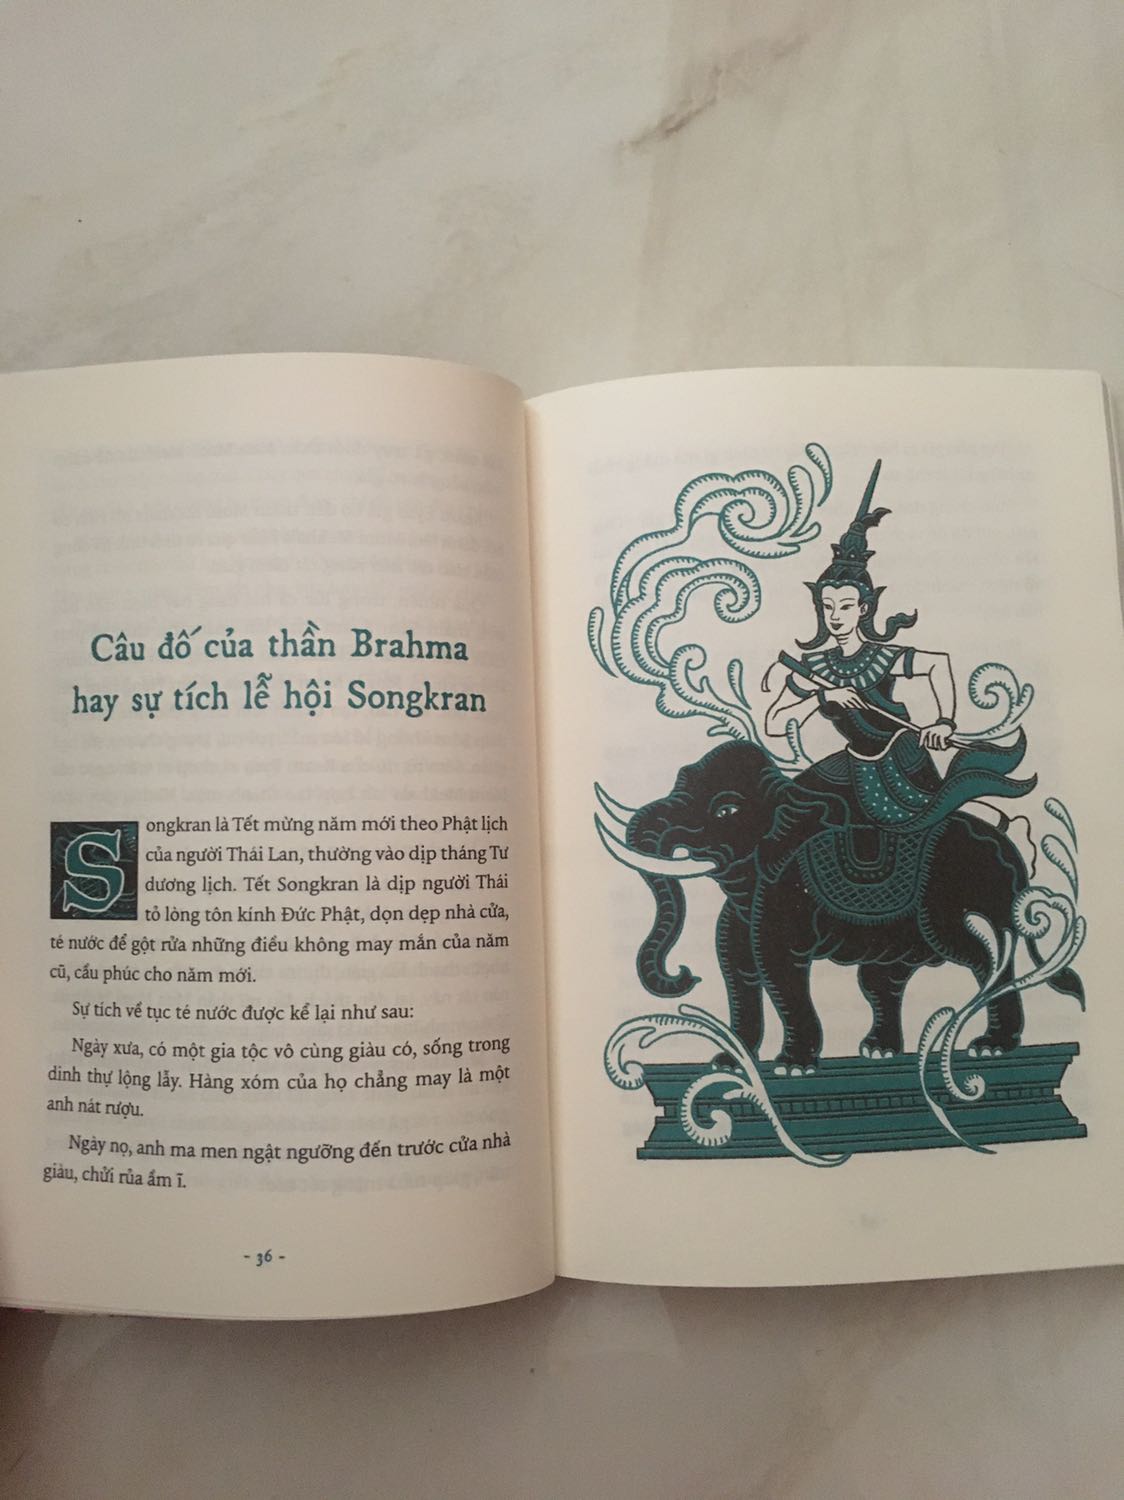 Câu đố của thần Brahma
hay sự tích lễ hội Songkran
Songkran là Tết mừng năm mới theo Phật lịch
của người Thái Lan, thường vào dịp tháng Tư
dương lịch. Tết Songkran là dịp người Thái
tỏ lòng tôn kính Đức Phật, dọn dẹp nhà cửa,
té nước để gột rửa những điều không may mắn của năm
cũ, cầu phúc cho năm mới.
Sự tích về tục té nước được kể lại như sau:
Ngày xưa, có một gia tộc vô cùng giàu có, sống trong
dinh thự lộng lẫy. Hàng xóm của họ chẳng may là một
anh nát rượu.
Ngày nọ, anh ma men ngật ngưỡng đến trước cửa nhà
giàu, chửi rủa ầm ĩ.
- 36 -